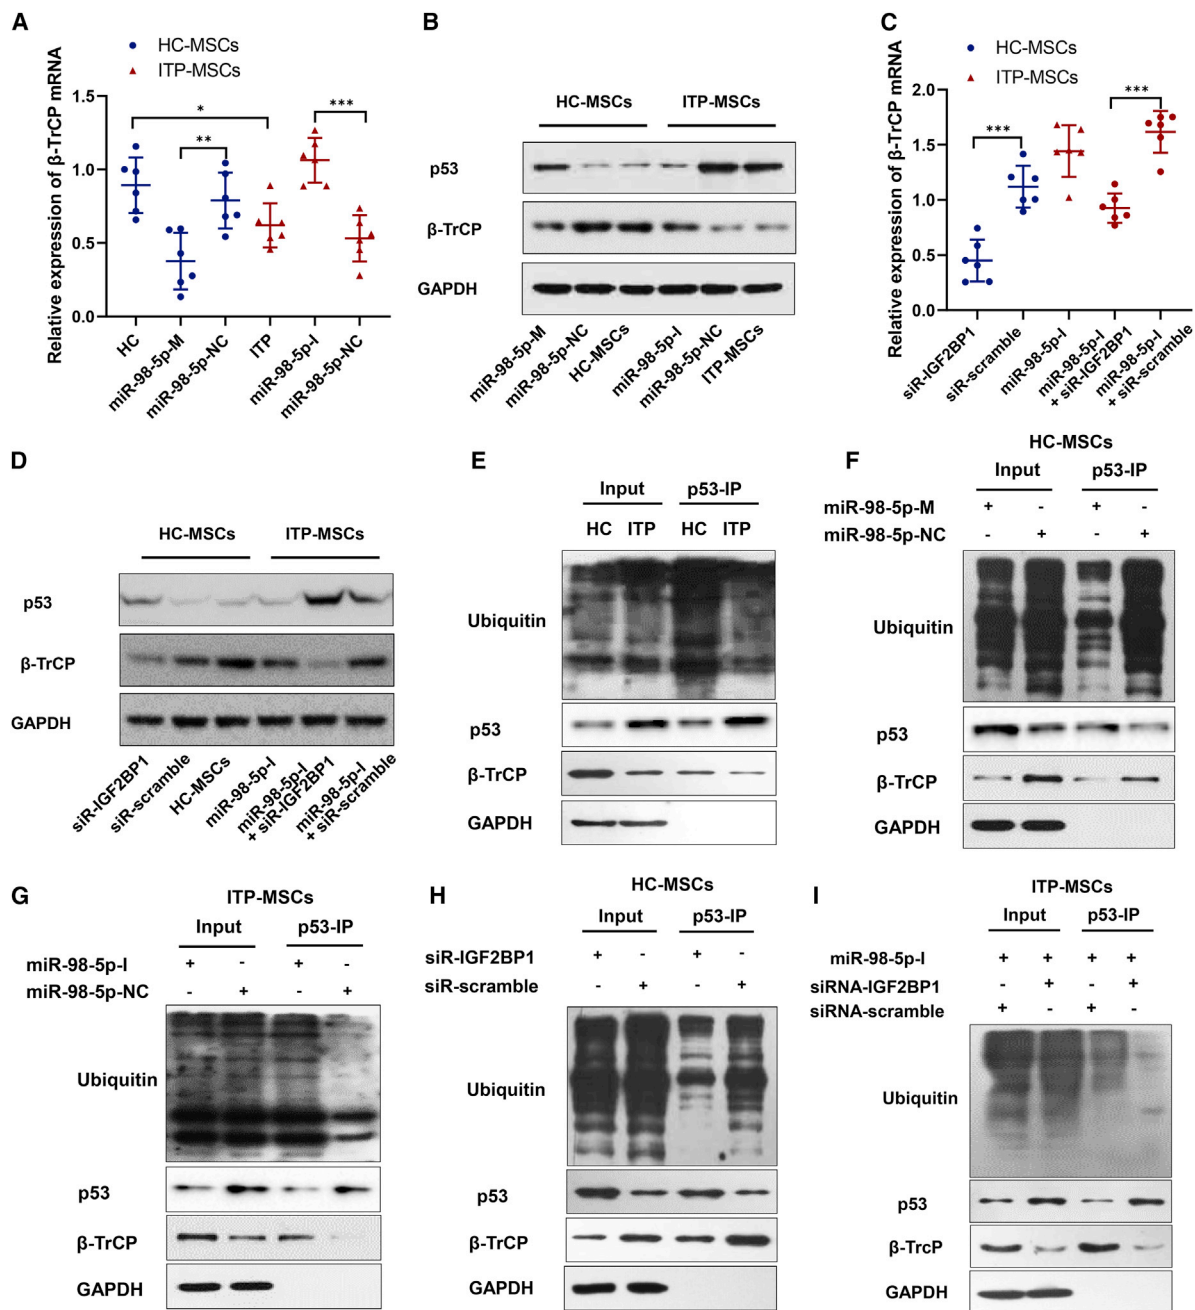 A
HC-MSCs
ITP-MSCs
Relative expression of β-TrCP mRNA
1.5
1.0
0.5
0.0
*
**
***
HC
miR-98-5p-M
miR-98-5p-NC
ITP
miR-98-5p-I
miR-98-5p-NC
B
HC-MSCs ITP-MSCs
p53
β-TrCP
GAPDH
miR-98-5p-M
miR-98-5p-NC
HC-MSCs
miR-98-5p-I
miR-98-5p-NC
ITP-MSCs
C
HC-MSCs
ITP-MSCs
Relative expression of β-TrCP mRNA
2.0
1.5
1.0
0.5
0.0
***
***
siR-IGF2BP1
siR-scramble
miR-98-5p-I
miR-98-5p-I
+ siR-IGF2BP1
miR-98-5p-I
+ siR-scramble
D
HC-MSCs ITP-MSCs
p53
β-TrCP
GAPDH
siR-IGF2BP1
siR-scramble
HC-MSCs
miR-98-5p-I
miR-98-5p-I
+ siR-IGF2BP1
miR-98-5p-I
+ siR-scramble
E
Input p53-IP
HC ITP HC ITP
Ubiquitin
p53
β-TrCP
GAPDH
F
HC-MSCs
Input p53-IP
miR-98-5p-M + - + -
miR-98-5p-NC - + - +
Ubiquitin
p53
β-TrCP
GAPDH
G
ITP-MSCs
Input p53-IP
miR-98-5p-I + - + -
miR-98-5p-NC - + - +
Ubiquitin
p53
β-TrCP
GAPDH
H
HC-MSCs
Input p53-IP
siR-IGF2BP1 + - + -
siR-scramble - + - +
Ubiquitin
p53
β-TrCP
GAPDH
I
ITP-MSCs
Input p53-IP
miR-98-5p-I + + + +
siRNA-IGF2BP1 - + - +
siRNA-scramble + - + -
Ubiquitin
p53
β-TrcP
GAPDH